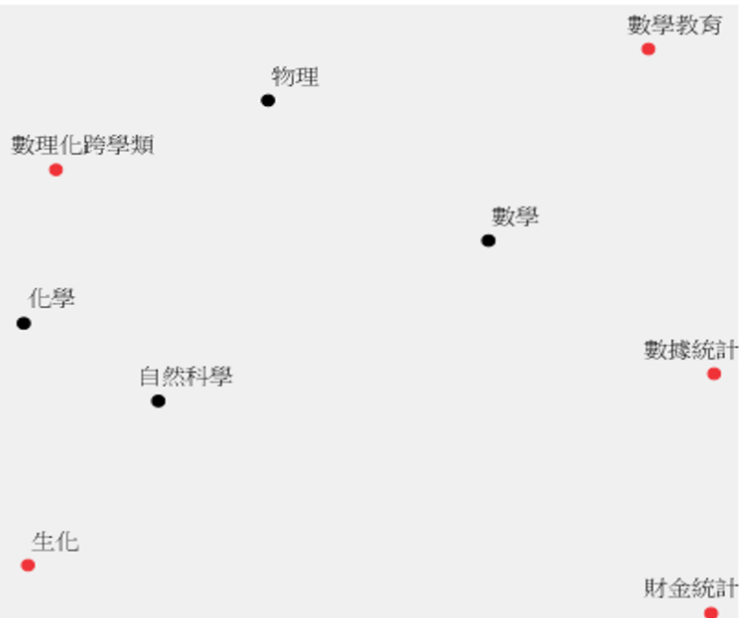 數學教育
物理
數理化跨學類
數學
化學
數據統計
自然科學
生化
財金統計